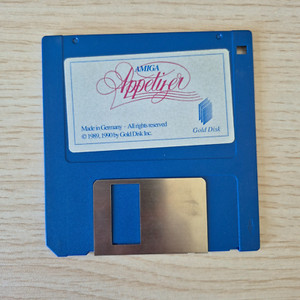 AMIGA
Appetizer
Made in Germany · All rights reserved
© 1989, 1990 by Gold Disk Inc.
Gold Disk